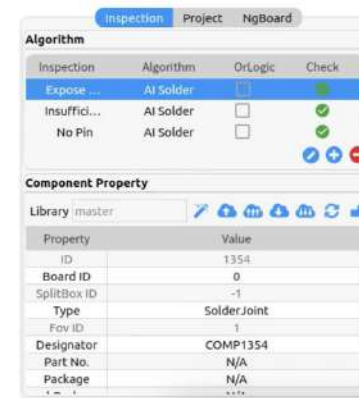 Inspection Project NgBoard
Algorithm
Inspection Algorithm OrLogic Check
Expose ... AI Solder
Insuffici... AI Solder
No Pin AI Solder
Component Property
Library master
Property Value
ID 1354
Board ID 0
SplitBox ID -1
Type SolderJoint
Fov ID 1
Designator COMP1354
Part No. N/A
Package N/A